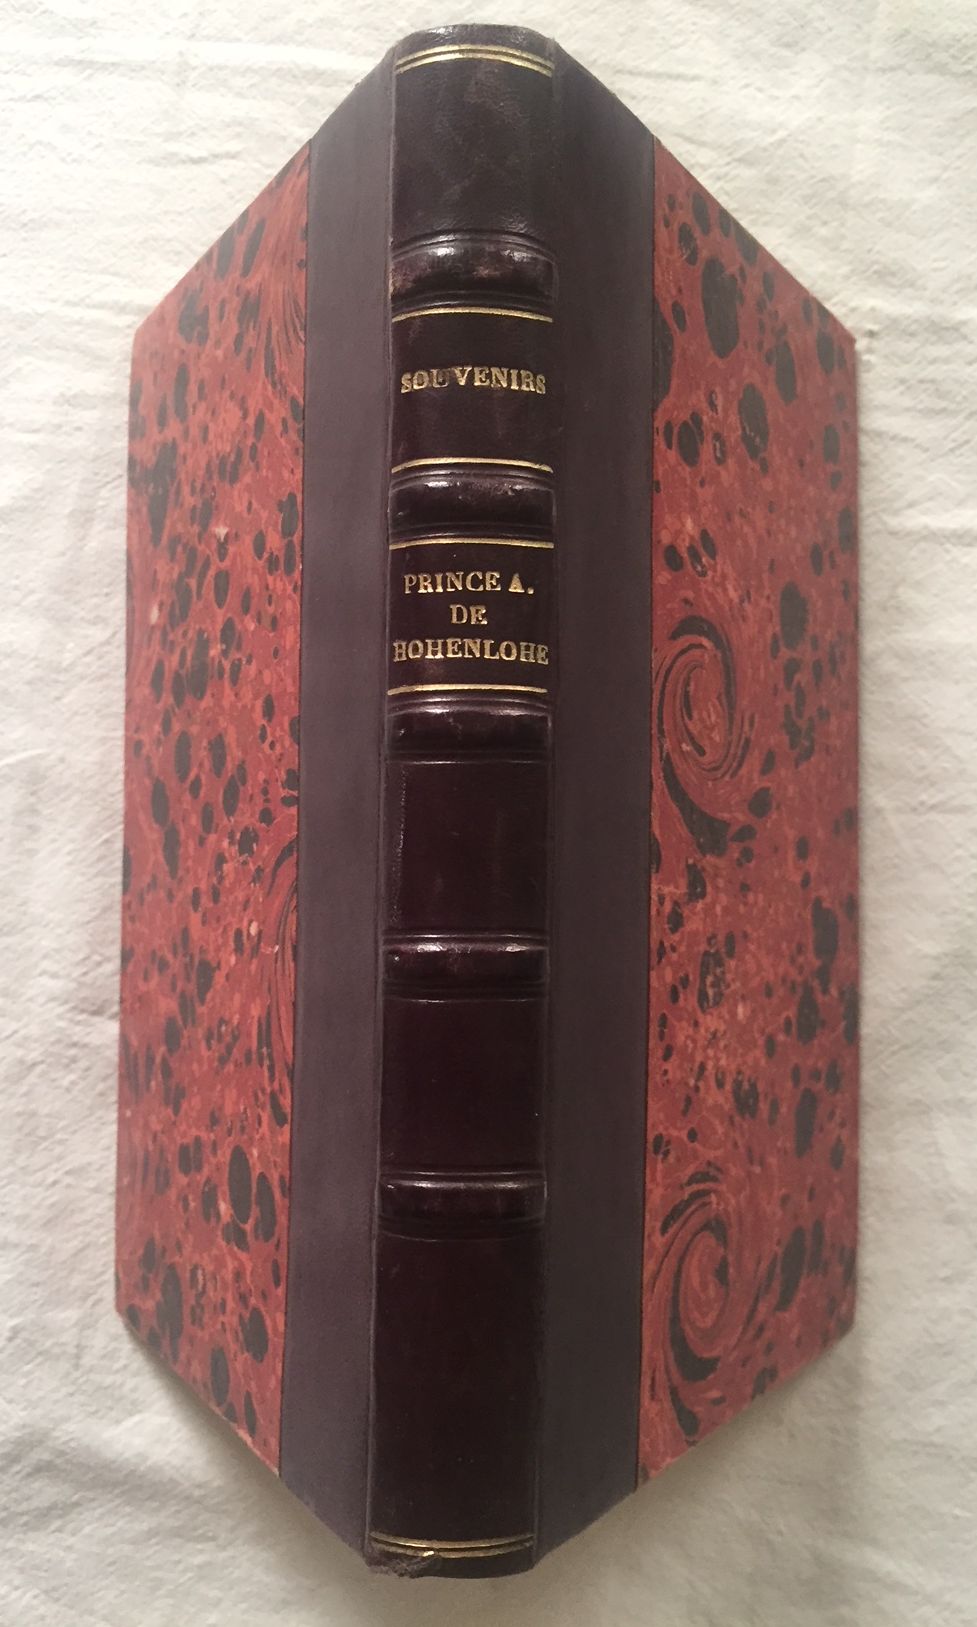 SOUVENIRS
PRINCE A.
DE
HOHENLOHE